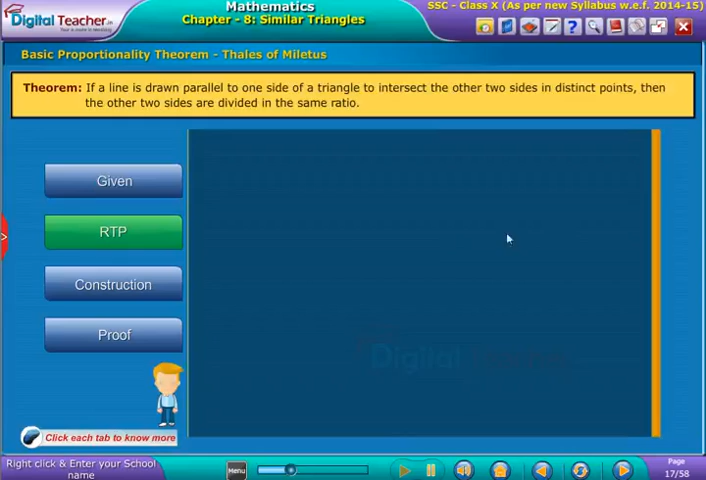 Digital Teacher.in
Mathematics
Chapter - 8: Similar Triangles
SSC - Class X (As per new Syllabus w.e.f. 2014-15)
Basic Proportionality Theorem - Thales of Miletus
Theorem: If a line is drawn parallel to one side of a triangle to intersect the other two sides in distinct points, then
the other two sides are divided in the same ratio.
Given
RTP
Construction
Proof
Digital Teacher
Click each tab to know more
Right click & Enter your School
name
Menu
Page
17/58